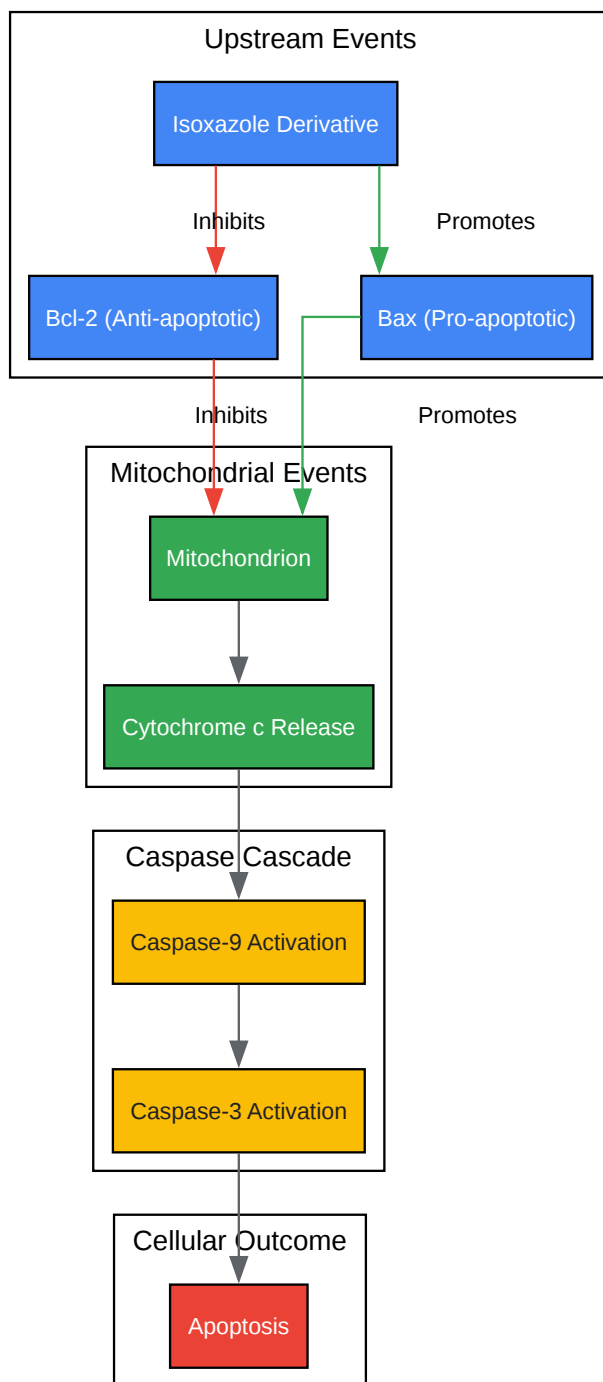 Upstream Events
Isoxazole Derivative
Inhibits
Promotes
Bcl-2 (Anti-apoptotic)
Bax (Pro-apoptotic)
Inhibits
Promotes
Mitochondrial Events
Mitochondrion
Cytochrome c Release
Caspase Cascade
Caspase-9 Activation
Caspase-3 Activation
Cellular Outcome
Apoptosis